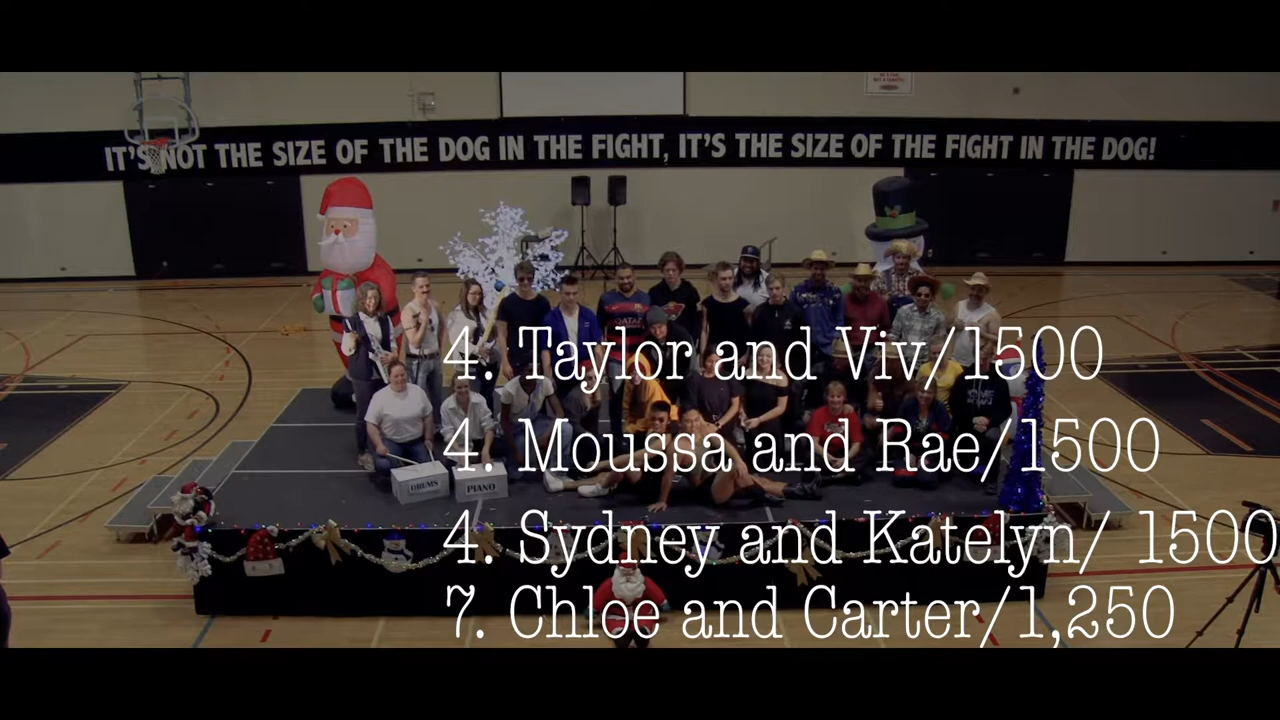 IT'S NOT THE SIZE OF THE DOG IN THE FIGHT, IT'S THE SIZE OF THE FIGHT IN THE DOG!
4. Taylor and Viv/1500
4. Moussa and Rae/1500
4. Sydney and Katelyn/ 1500
7. Chloe and Carter/1,250
DRUMS
PIANO